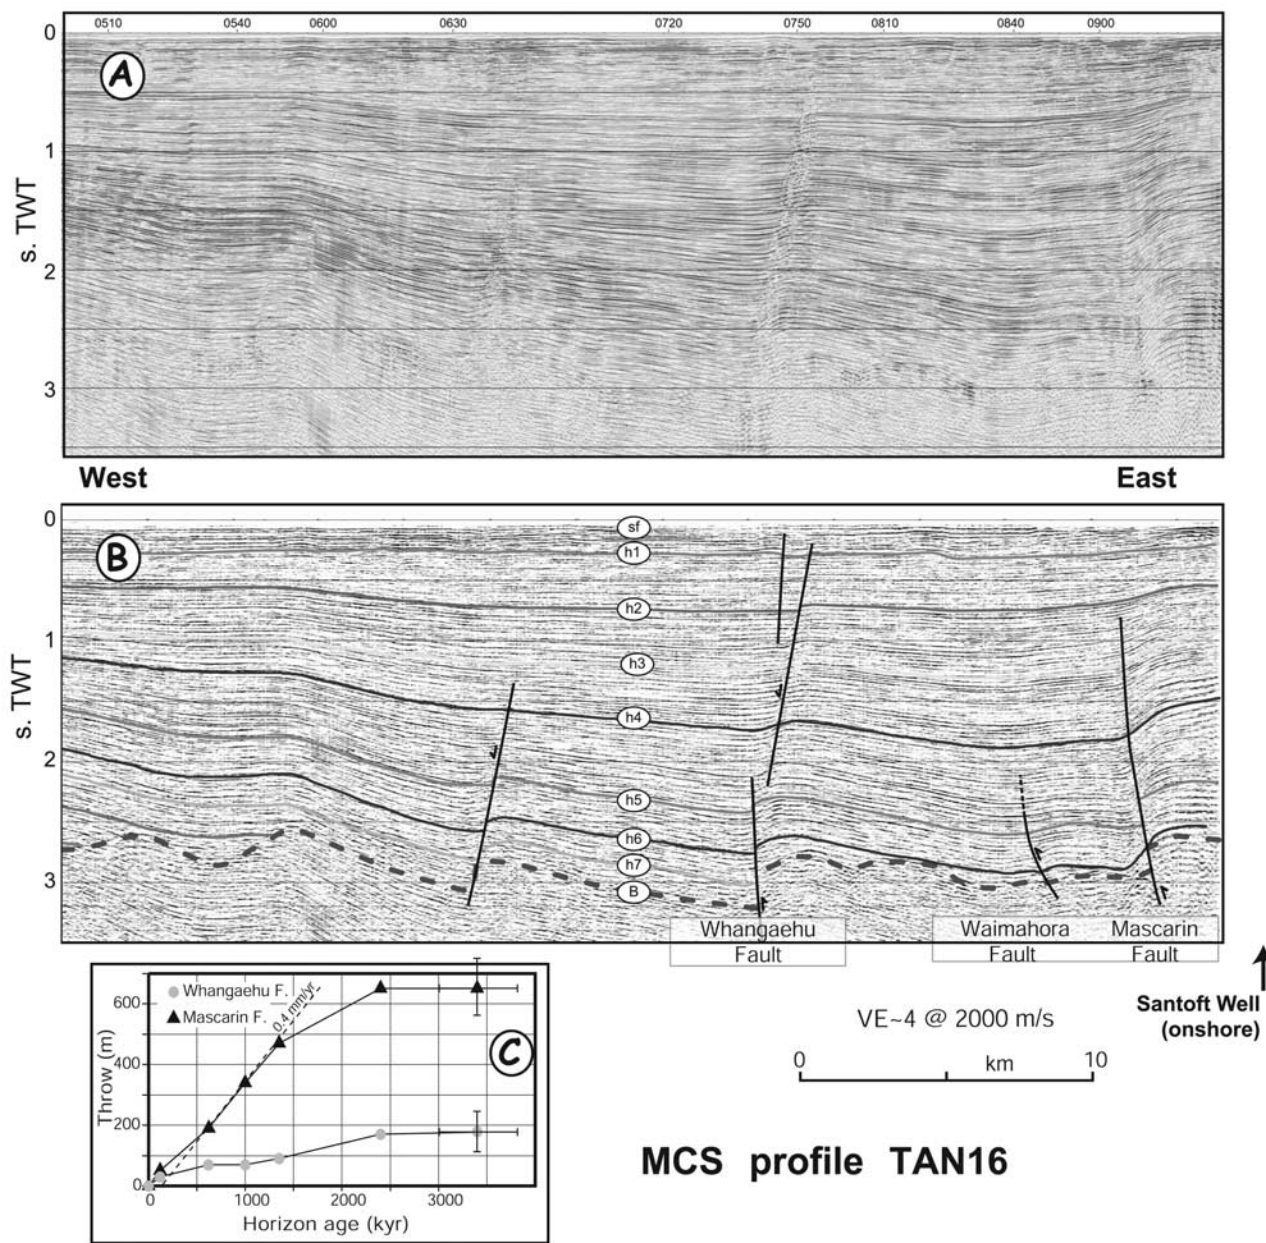 0510 0540 0600 0630 0720 0750 0810 0840 0900
0
A
1
s. TWT
2
3
West East
0
B
sf
h1
h2
1
h3
s. TWT
h4
2
h5
h6
h7
3
B
Whangaehu
Fault
Waimahora
Fault
Mascarin
Fault
Santoft Well
(onshore)
Whangaehu F.
Mascarin F.
0.4 mm/yr
C
600
400
200
0
Throw (m)
0 1000 2000 3000
Horizon age (kyr)
VE~4 @ 2000 m/s
0 km 10
MCS profile TAN16